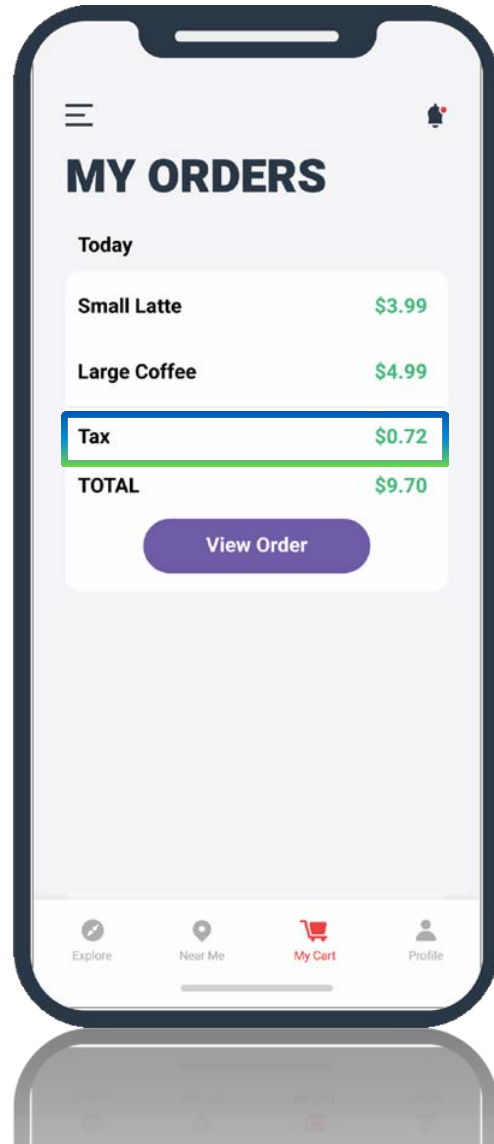 MY ORDERS
Today
Small Latte $3.99
Large Coffee $4.99
Tax $0.72
TOTAL $9.70
View Order
Explore Near Me My Cart Profile